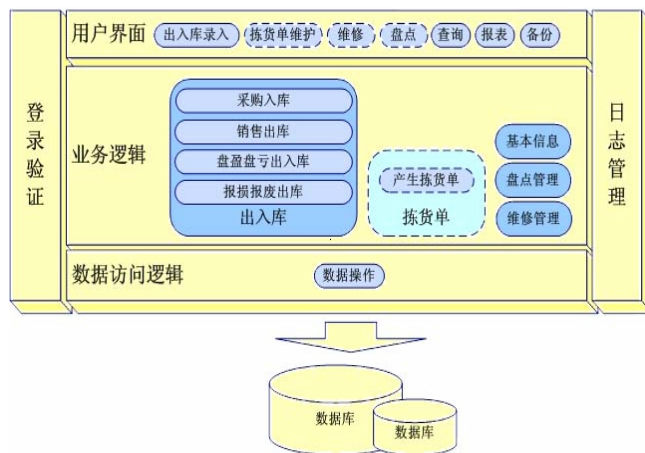 用户界面 出入库录入 拣货单维护 维修 盘点 查询 报表 备份
登录验证
业务逻辑
采购入库
销售出库
盘盈盘亏出入库
报损报废出库
出入库
产生拣货单
拣货单
基本信息
盘点管理
维修管理
日志管理
数据访问逻辑 数据操作
数据库
数据库